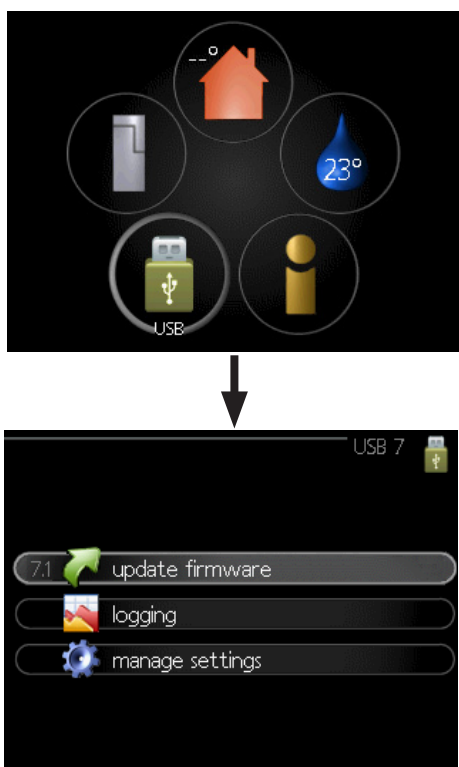 --°
23°
USB
USB 7
7.1 update firmware
logging
manage settings